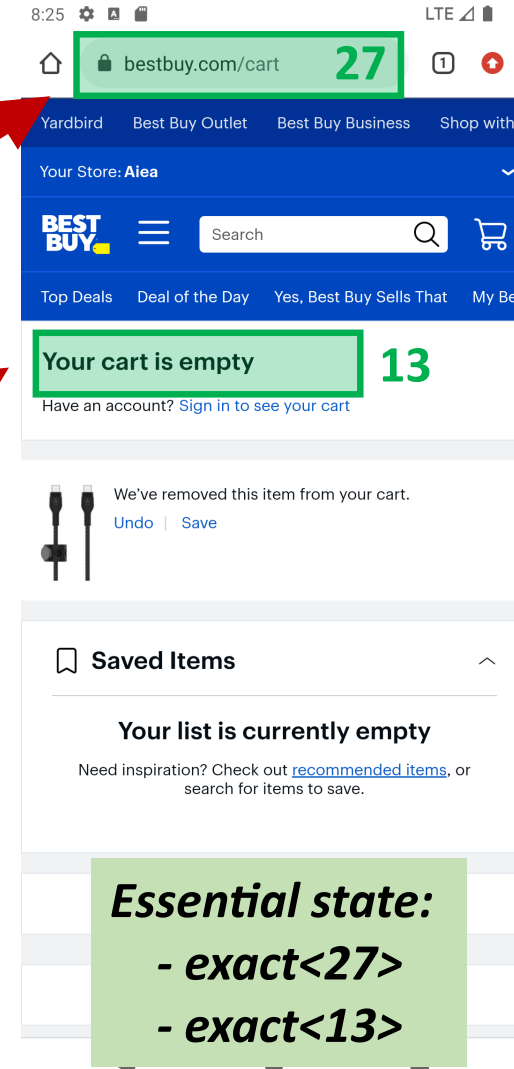 8:25 LTE
bestbuy.com/cart 27 1
Yardbird Best Buy Outlet Best Buy Business Shop with
Your Store: Aiea
BEST
BUY
Search
Top Deals Deal of the Day Yes, Best Buy Sells That My Be
Your cart is empty 13
Have an account? Sign in to see your cart
We've removed this item from your cart.
Undo | Save
Saved Items
Your list is currently empty
Need inspiration? Check out recommended items, or
search for items to save.
Essential state:
- exact<27>
- exact<13>